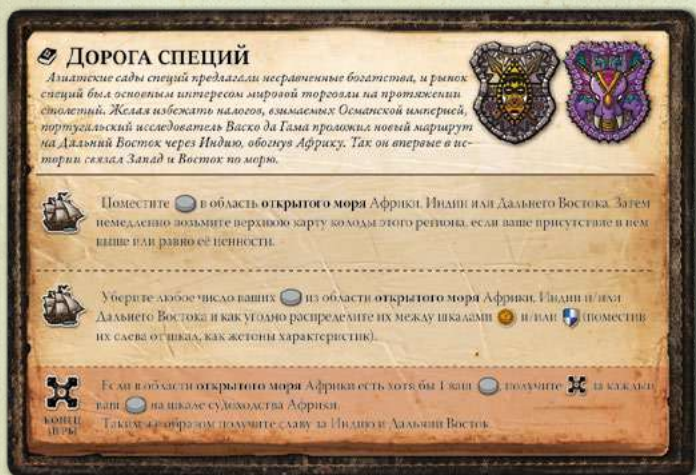 ДОРОГА СПЕЦИЙ
Азиатские сады специй предлагали несравненные богатства, и рынок
специй был основным интересом мировой торговли на протяжении
столетий. Желая избежать налогов, взимаемых Османской империей,
португальский исследователь Васко да Гама проложил новый маршрут
на Дальний Восток через Индию, обогнув Африку. Так он впервые в ис-
тории связал Запад и Восток по морю.
Поместите в область открытого моря Африки, Индии или Дальнего Востока. Затем
немедленно возьмите верхнюю карту колоды этого региона, если ваше присутствие в нем
выше или равно её ценности.
Уберите любое число ваших из области открытого моря Африки, Индии и/или
Дальнего Востока и как угодно распределите их между шкалами и/или (поместив
их слева от шкал, как жетоны характеристик).
Если в области открытого моря Африки есть хотя бы 1 ваш , получите за каждый
ваш на шкале судоходства Африки.
Таким же образом получите славу за Индию и Дальний Восток.
КОНЕЦ
ИГРЫ